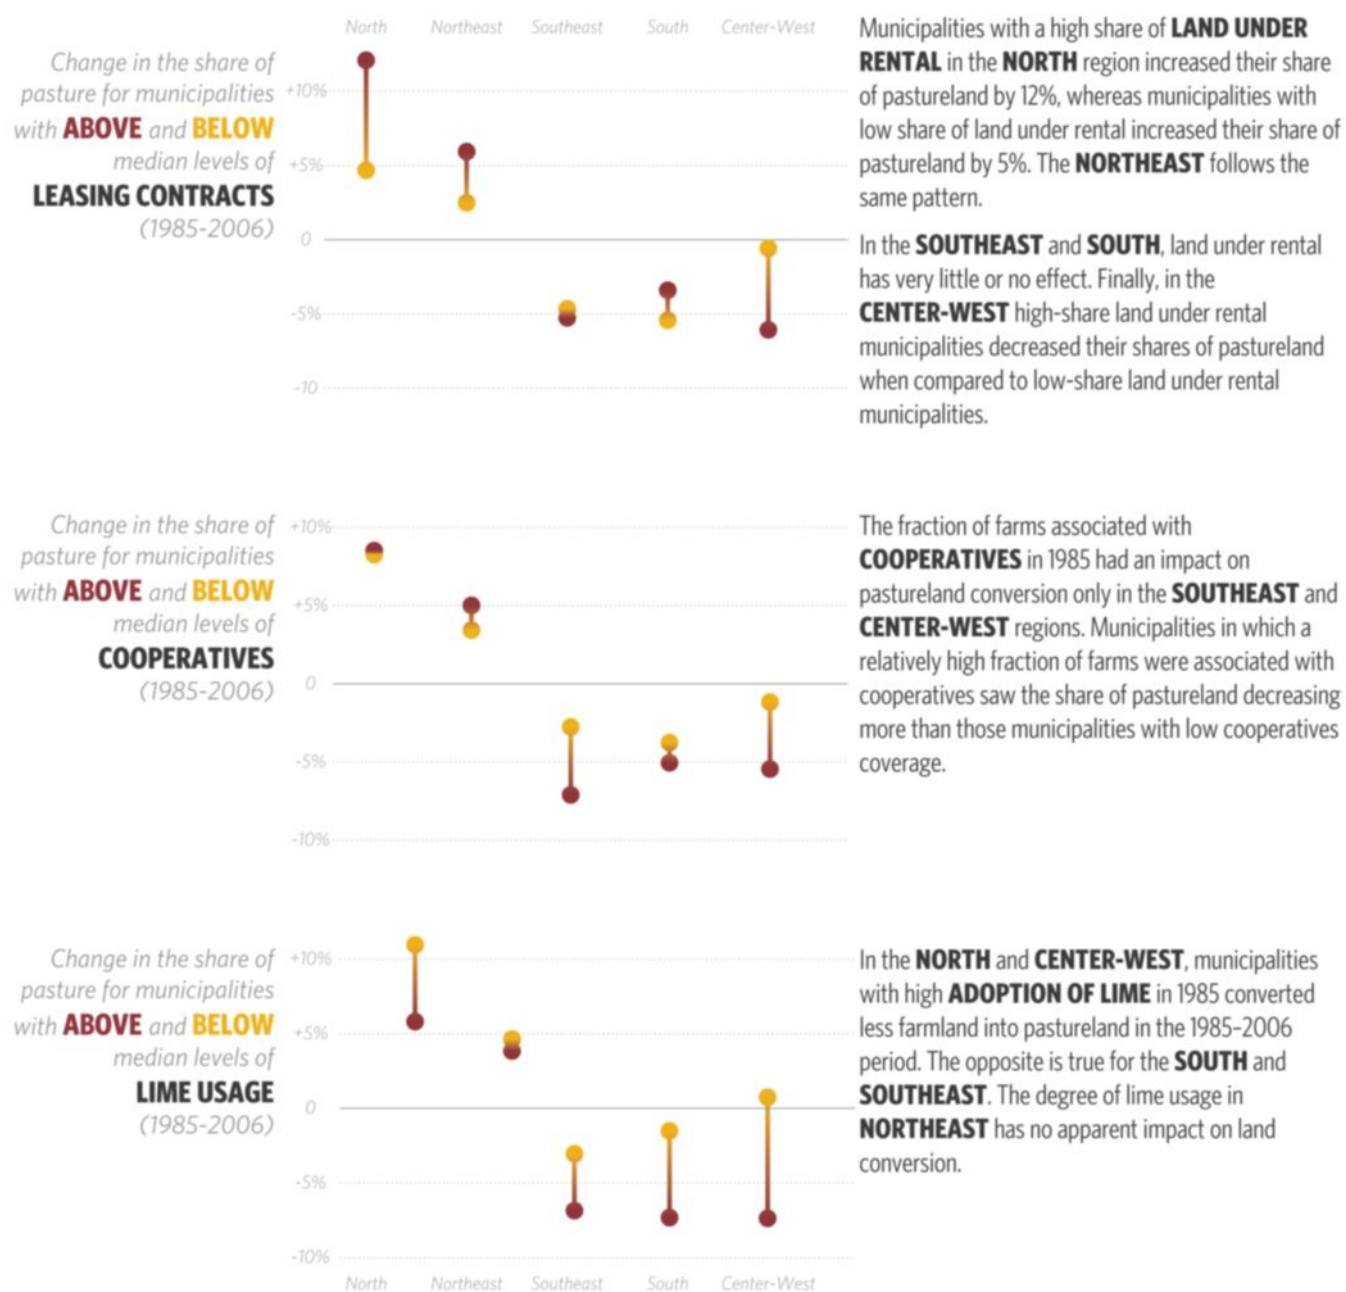 North Northeast Southeast South Center-West
Change in the share of
pasture for municipalities
with ABOVE and BELOW
median levels of
LEASING CONTRACTS
(1985-2006)
+10%
+5%
0
-5%
-10
Municipalities with a high share of LAND UNDER
RENTAL in the NORTH region increased their share
of pastureland by 12%, whereas municipalities with
low share of land under rental increased their share of
pastureland by 5%. The NORTHEAST follows the
same pattern.
In the SOUTHEAST and SOUTH, land under rental
has very little or no effect. Finally, in the
CENTER-WEST high-share land under rental
municipalities decreased their shares of pastureland
when compared to low-share land under rental
municipalities.
Change in the share of
pasture for municipalities
with ABOVE and BELOW
median levels of
COOPERATIVES
(1985-2006)
+10%
+5%
0
-5%
-10%
The fraction of farms associated with
COOPERATIVES in 1985 had an impact on
pastureland conversion only in the SOUTHEAST and
CENTER-WEST regions. Municipalities in which a
relatively high fraction of farms were associated with
cooperatives saw the share of pastureland decreasing
more than those municipalities with low cooperatives
coverage.
Change in the share of
pasture for municipalities
with ABOVE and BELOW
median levels of
LIME USAGE
(1985-2006)
+10%
+5%
0
-5%
-10%
In the NORTH and CENTER-WEST, municipalities
with high ADOPTION OF LIME in 1985 converted
less farmland into pastureland in the 1985-2006
period. The opposite is true for the SOUTH and
SOUTHEAST. The degree of lime usage in
NORTHEAST has no apparent impact on land
conversion.
North Northeast Southeast South Center-West